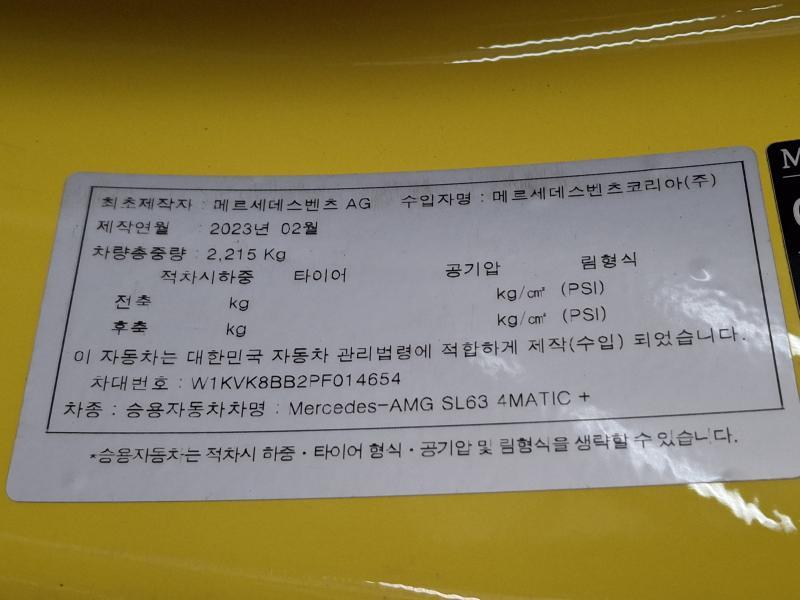 최초제작자 : 메르세데스벤츠 AG 수입자명 : 메르세데스벤츠코리아(주)
제작연월 : 2023년 02월
차량총중량 : 2,215 Kg
적차시하중 타이어 공기압 림형식
전축 kg kg/㎠ (PSI)
후축 kg kg/㎠ (PSI)
이 자동차는 대한민국 자동차 관리법령에 적합하게 제작(수입) 되었습니다.
차대번호 : W1KVK8BB2PF014654
차종 : 승용자동차차명 : Mercedes-AMG SL63 4MATIC +
*승용자동차는 적차시 하중·타이어 형식·공기압 및 림형식을 생략할 수 있습니다.